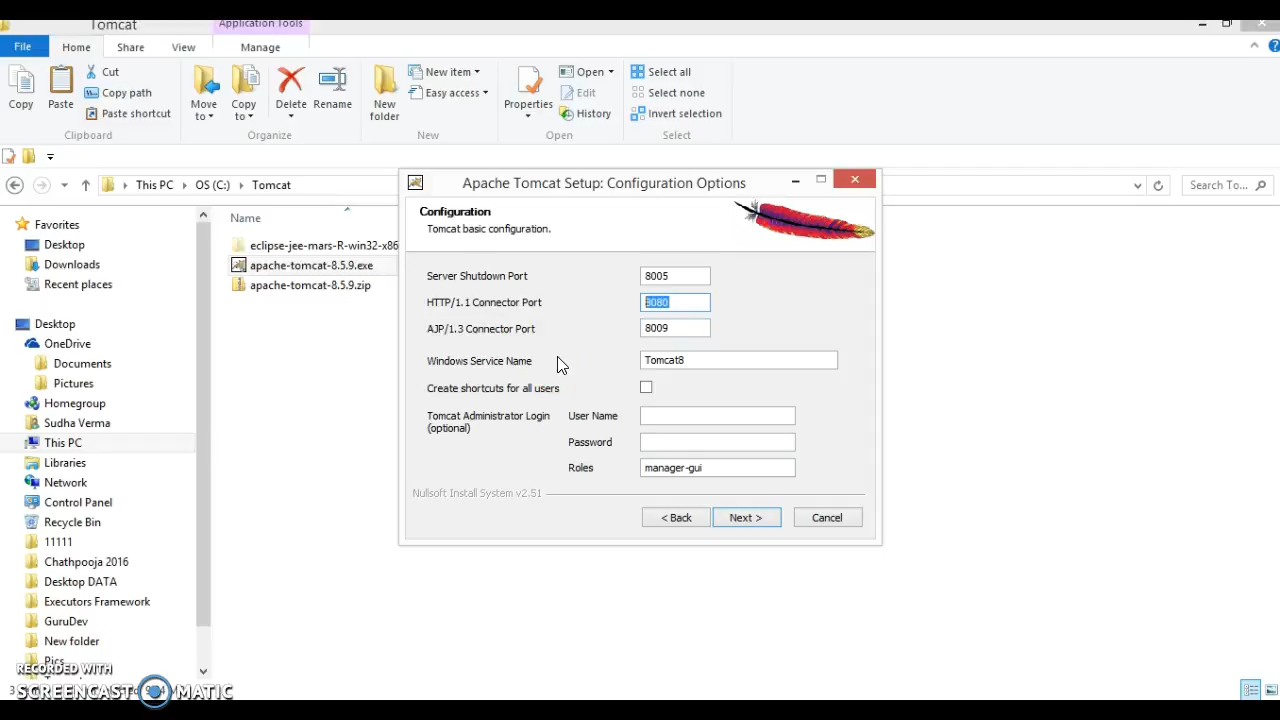 Tomcat
Application Tools
File
Home
Share
View
Manage
Copy
Paste
Cut
Copy path
Paste shortcut
Clipboard
Move to
Copy to
Delete
Rename
Organize
New folder
New item
Easy access
New
Properties
Open
Edit
History
Open
Select all
Select none
Invert selection
Select
This PC
OS (C:)
Tomcat
Search To...
Favorites
Desktop
Downloads
Recent places
Desktop
OneDrive
Documents
Pictures
Homegroup
Sudha Verma
This PC
Libraries
Network
Control Panel
Recycle Bin
11111
Chathpooja 2016
Desktop DATA
Executors Framework
GuruDev
New folder
Pics
Name
eclipse-jee-mars-R-win32-x86
apache-tomcat-8.5.9.exe
apache-tomcat-8.5.9.zip
Apache Tomcat Setup: Configuration Options
Configuration
Tomcat basic configuration.
Server Shutdown Port
8005
HTTP/1.1 Connector Port
8080
AJP/1.3 Connector Port
8009
Windows Service Name
Tomcat8
Create shortcuts for all users
Tomcat Administrator Login
(optional)
User Name
Password
Roles
manager-gui
Nullsoft Install System v2.51
< Back
Next >
Cancel
RECORDED WITH
SCREENCAST MATIC